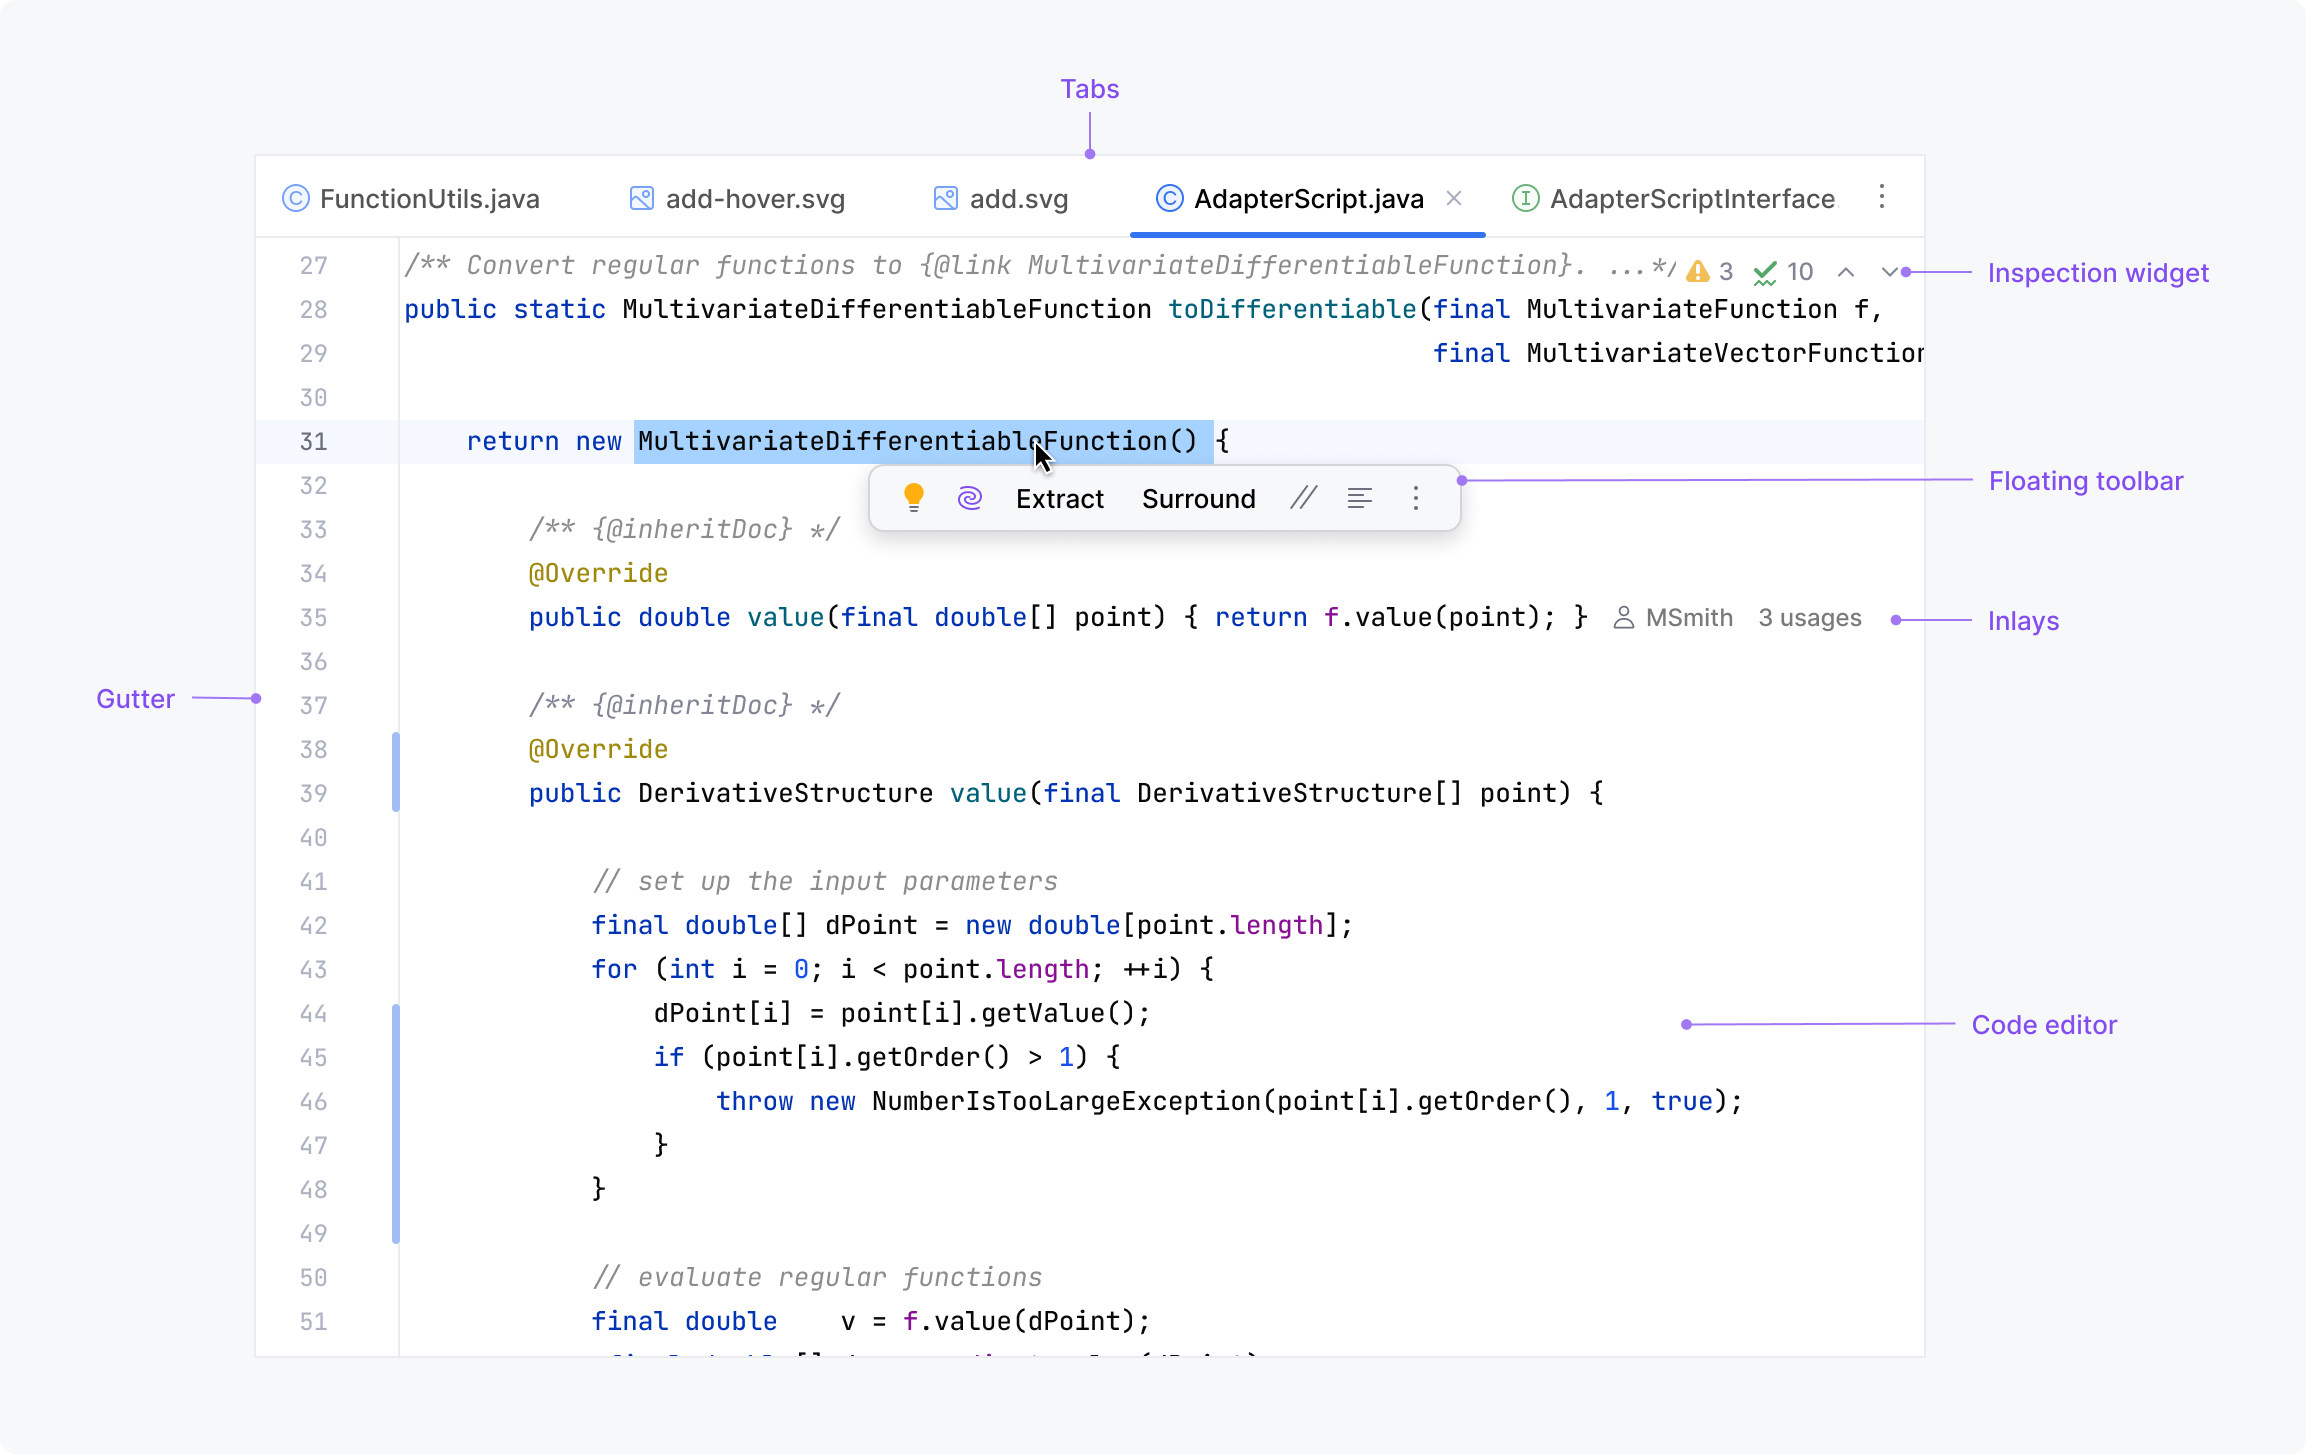 Tabs
FunctionUtils.java add-hover.svg add.svg AdapterScript.java AdapterScriptInterface
27 /** Convert regular functions to {@link MultivariateDifferentiableFunction}. ...*/ 3 10 Inspection widget
28 public static MultivariateDifferentiableFunction toDifferentiable(final MultivariateFunction f,
29 final MultivariateVectorFunction
30
31 return new MultivariateDifferentiableFunction() {
Extract Surround // Floating toolbar
32
33 /** {@inheritDoc} */
34 @Override
35 public double value(final double[] point) { return f.value(point); } MSmith 3 usages Inlays
36
Gutter
37 /** {@inheritDoc} */
38 @Override
39 public DerivativeStructure value(final DerivativeStructure[] point) {
40
41 // set up the input parameters
42 final double[] dPoint = new double[point.length];
43 for (int i = 0; i < point.length; ++i) {
44 dPoint[i] = point[i].getValue(); Code editor
45 if (point[i].getOrder() > 1) {
46 throw new NumberIsTooLargeException(point[i].getOrder(), 1, true);
47 }
48 }
49
50 // evaluate regular functions
51 final double v = f.value(dPoint);